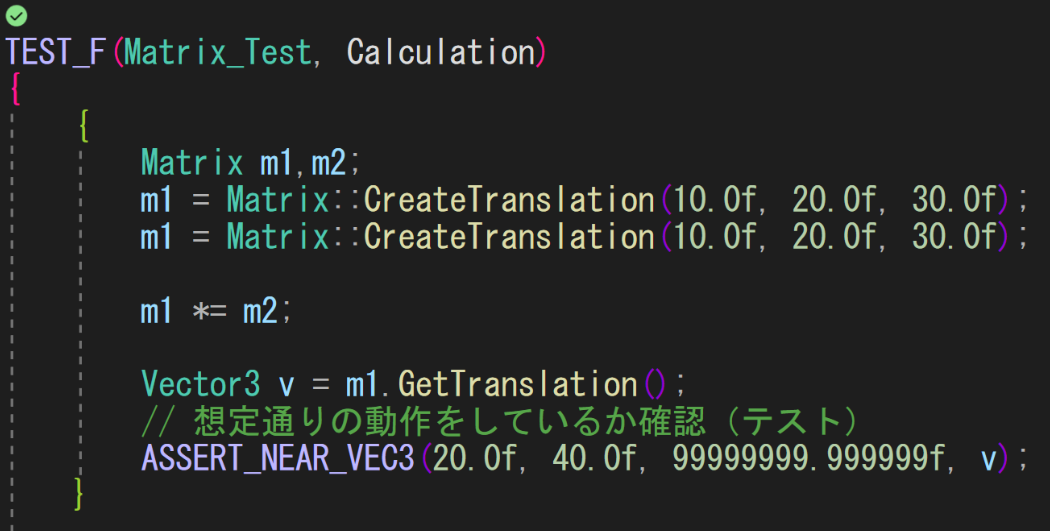 TEST_F(Matrix_Test, Calculation)
{
{
Matrix m1,m2;
m1 = Matrix::CreateTranslation(10.0f, 20.0f, 30.0f);
m1 = Matrix::CreateTranslation(10.0f, 20.0f, 30.0f);
m1 *= m2;
Vector3 v = m1.GetTranslation();
// 想定通りの動作をしているか確認（テスト）
ASSERT_NEAR_VEC3(20.0f, 40.0f, 99999999.999999f, v);
}